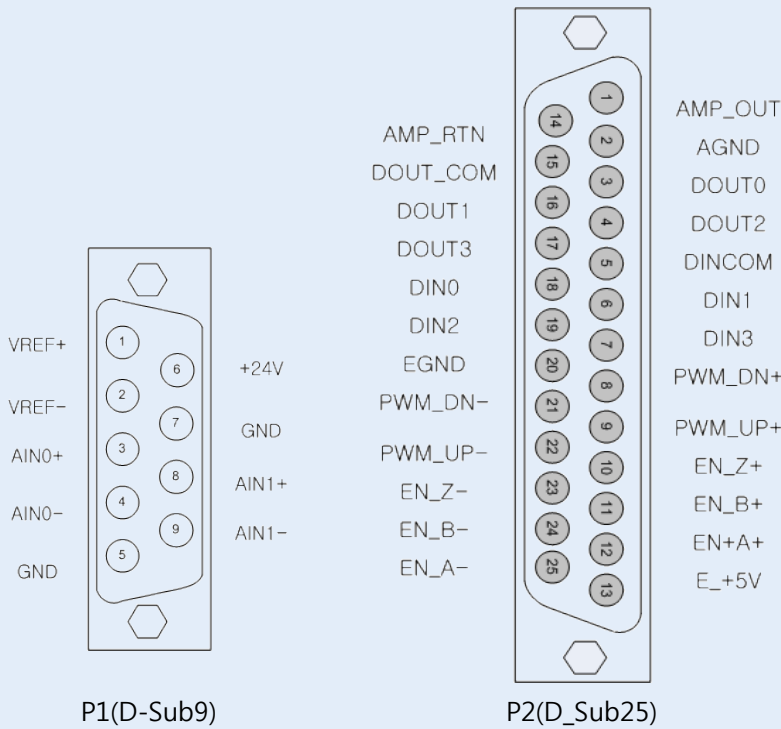 VREF+
VREF-
AIN0+
AIN0-
GND
1
2
3
4
5
6
7
8
9
+24V
GND
AIN1+
AIN1-
P1(D-Sub9)
AMP_RTN
DOUT_COM
DOUT1
DOUT3
DIN0
DIN2
EGND
PWM_DN-
PWM_UP-
EN_Z-
EN_B-
EN_A-
14
15
16
17
18
19
20
21
22
23
24
25
1
2
3
4
5
6
7
8
9
10
11
12
13
AMP_OUT
AGND
DOUT0
DOUT2
DINCOM
DIN1
DIN3
PWM_DN+
PWM_UP+
EN_Z+
EN_B+
EN+A+
E_+5V
P2(D_Sub25)